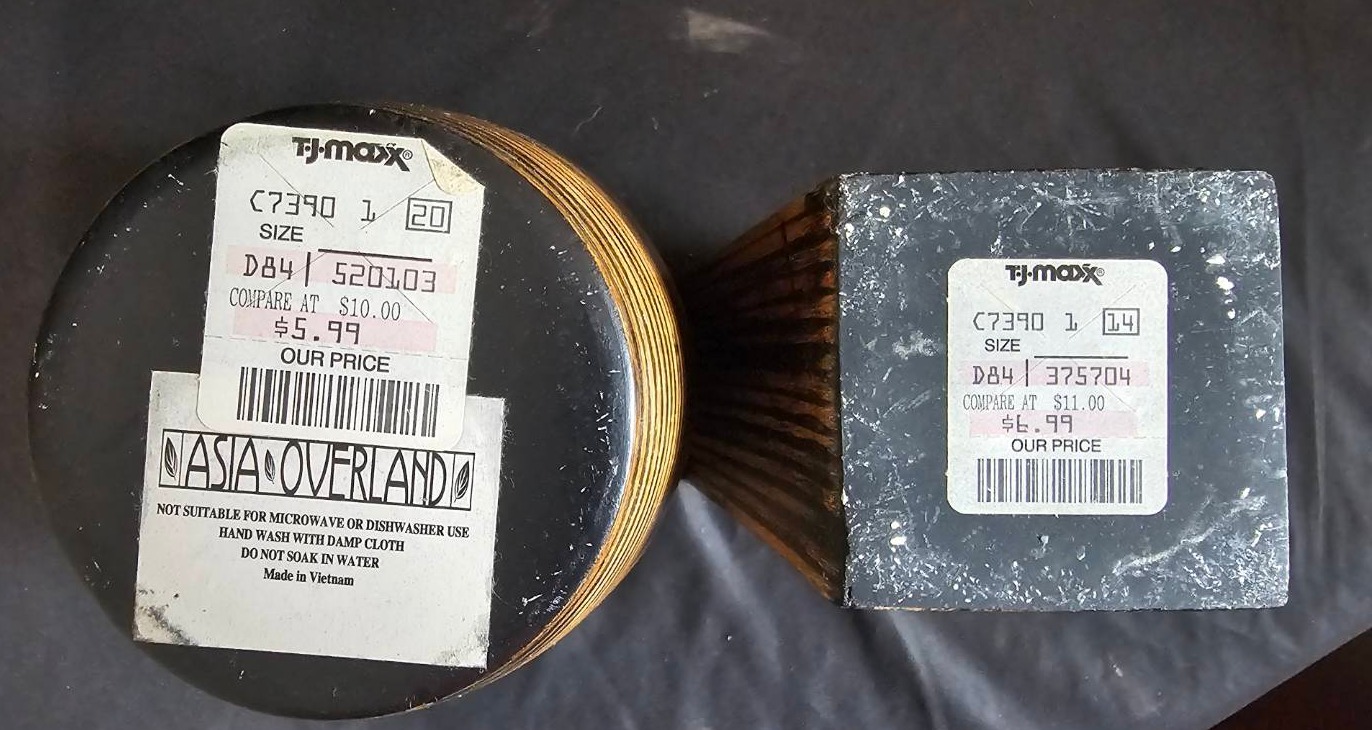 T·J·maxx®
C7390 1 20
SIZE
D84 | 520103
COMPARE AT $10.00
$5.99
OUR PRICE
ASIA OVERLAND
NOT SUITABLE FOR MICROWAVE OR DISHWASHER USE
HAND WASH WITH DAMP CLOTH
DO NOT SOAK IN WATER
Made in Vietnam
T·J·maxx®
C7390 1 14
SIZE
D84 | 375704
COMPARE AT $11.00
$6.99
OUR PRICE